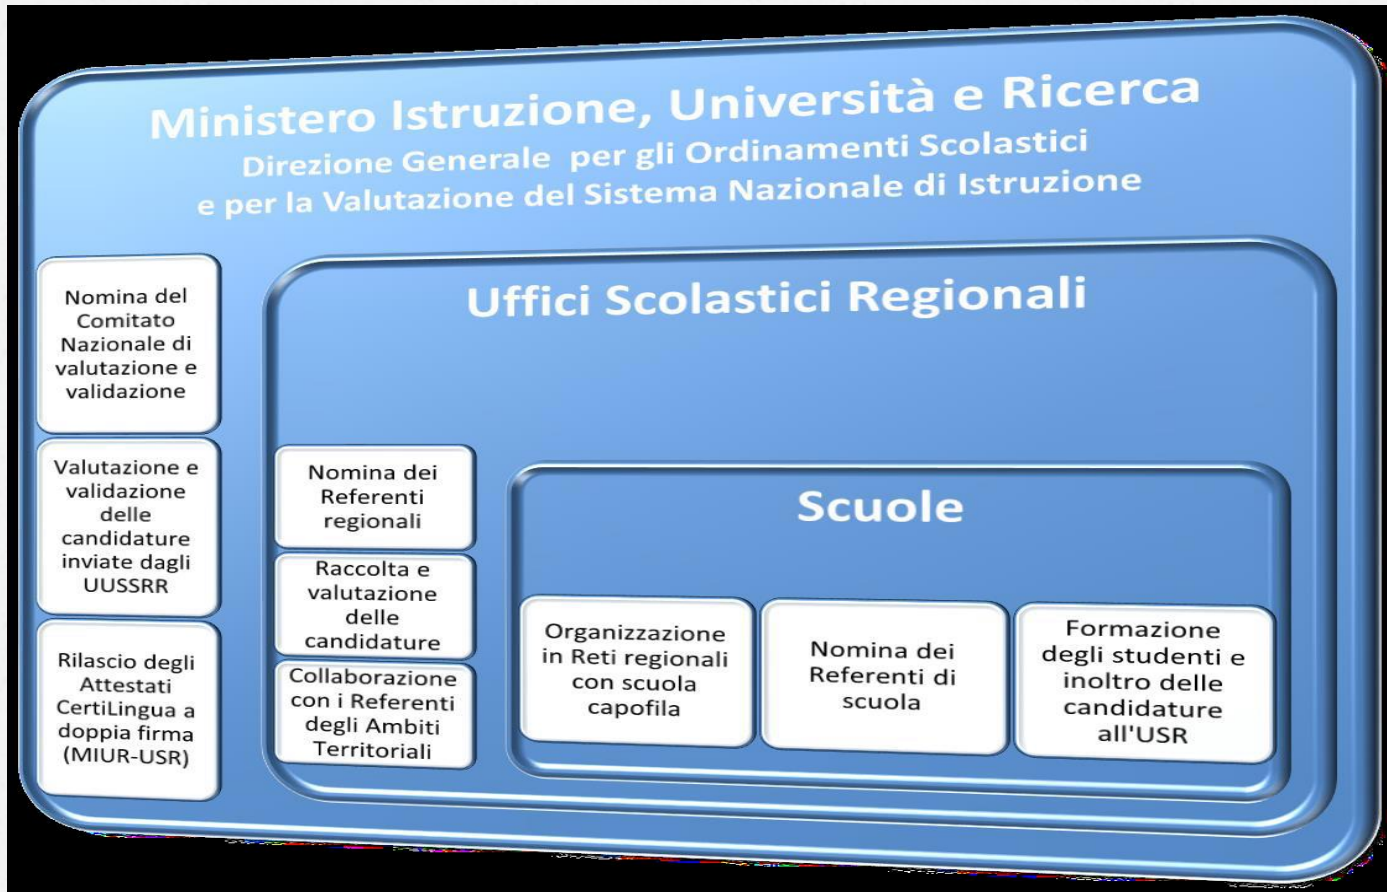 Ministero Istruzione, Università e Ricerca
Direzione Generale per gli Ordinamenti Scolastici
e per la Valutazione del Sistema Nazionale di Istruzione
Nomina del
Comitato
Nazionale di
valutazione e
validazione
Valutazione e
validazione
delle
candidature
inviate dagli
UUSSRR
Rilascio degli
Attestati
CertiLingua a
doppia firma
(MIUR-USR)
Uffici Scolastici Regionali
Nomina dei
Referenti
regionali
Raccolta e
valutazione
delle
candidature
Collaborazione
con i Referenti
degli Ambiti
Territoriali
Scuole
Organizzazione
in Reti regionali
con scuola
capofila
Nomina dei
Referenti di
scuola
Formazione
degli studenti e
inoltro delle
candidature
all'USR